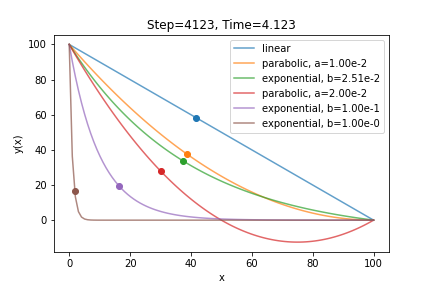 Step=4123, Time=4.123
100
80
60
40
20
0
y(x)
linear
parabolic, a=1.00e-2
exponential, b=2.51e-2
parabolic, a=2.00e-2
exponential, b=1.00e-1
exponential, b=1.00e-0
0 20 40 60 80 100
x